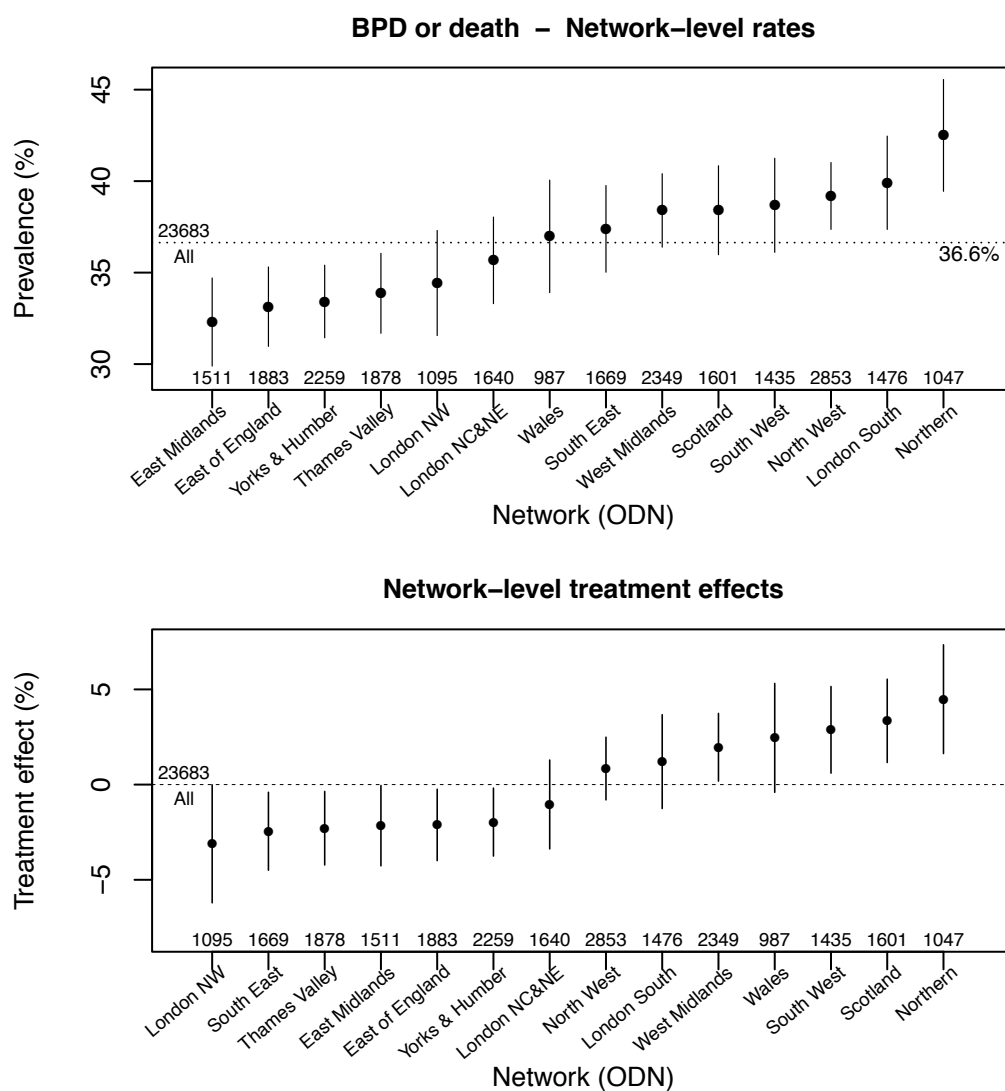 BPD or death – Network–level rates
Prevalence (%)
45
40
35
30
23683
All
36.6%
1511 1883 2259 1878 1095 1640 987 1669 2349 1601 1435 2853 1476 1047
East Midlands
East of England
Yorks & Humber
Thames Valley
London NW
London NC&NE
Wales
South East
West Midlands
Scotland
South West
North West
London South
Northern
Network (ODN)
Network–level treatment effects
Treatment effect (%)
5
0
−5
23683
All
1095 1669 1878 1511 1883 2259 1640 2853 1476 2349 987 1435 1601 1047
London NW
South East
Thames Valley
East Midlands
East of England
Yorks & Humber
London NC&NE
North West
London South
West Midlands
Wales
South West
Scotland
Northern
Network (ODN)